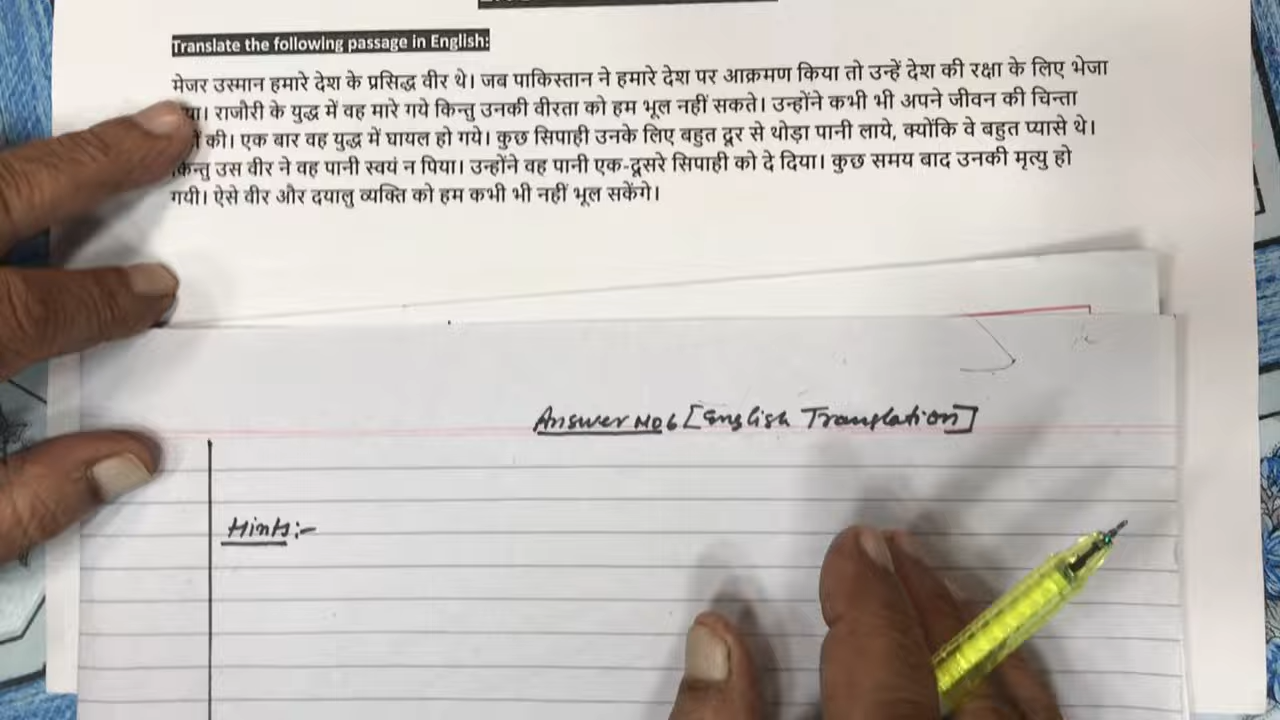 Translate the following passage in English:
मेजर उस्मान हमारे देश के प्रसिद्ध वीर थे। जब पाकिस्तान ने हमारे देश पर आक्रमण किया तो उन्हें देश की रक्षा के लिए भेजा
राजौरी के युद्ध में वह मारे गये किन्तु उनकी वीरता को हम भूल नहीं सकते। उन्होंने कभी भी अपने जीवन की चिन्ता
की। एक बार वह युद्ध में घायल हो गये। कुछ सिपाही उनके लिए बहुत दूर से थोड़ा पानी लाये, क्योंकि वे बहुत प्यासे थे।
किन्तु उस वीर ने वह पानी स्वयं न पिया। उन्होंने वह पानी एक-दूसरे सिपाही को दे दिया। कुछ समय बाद उनकी मृत्यु हो
गयी। ऐसे वीर और दयालु व्यक्ति को हम कभी भी नहीं भूल सकेंगे।
Answer No 6 [English Translation]
Hints:-